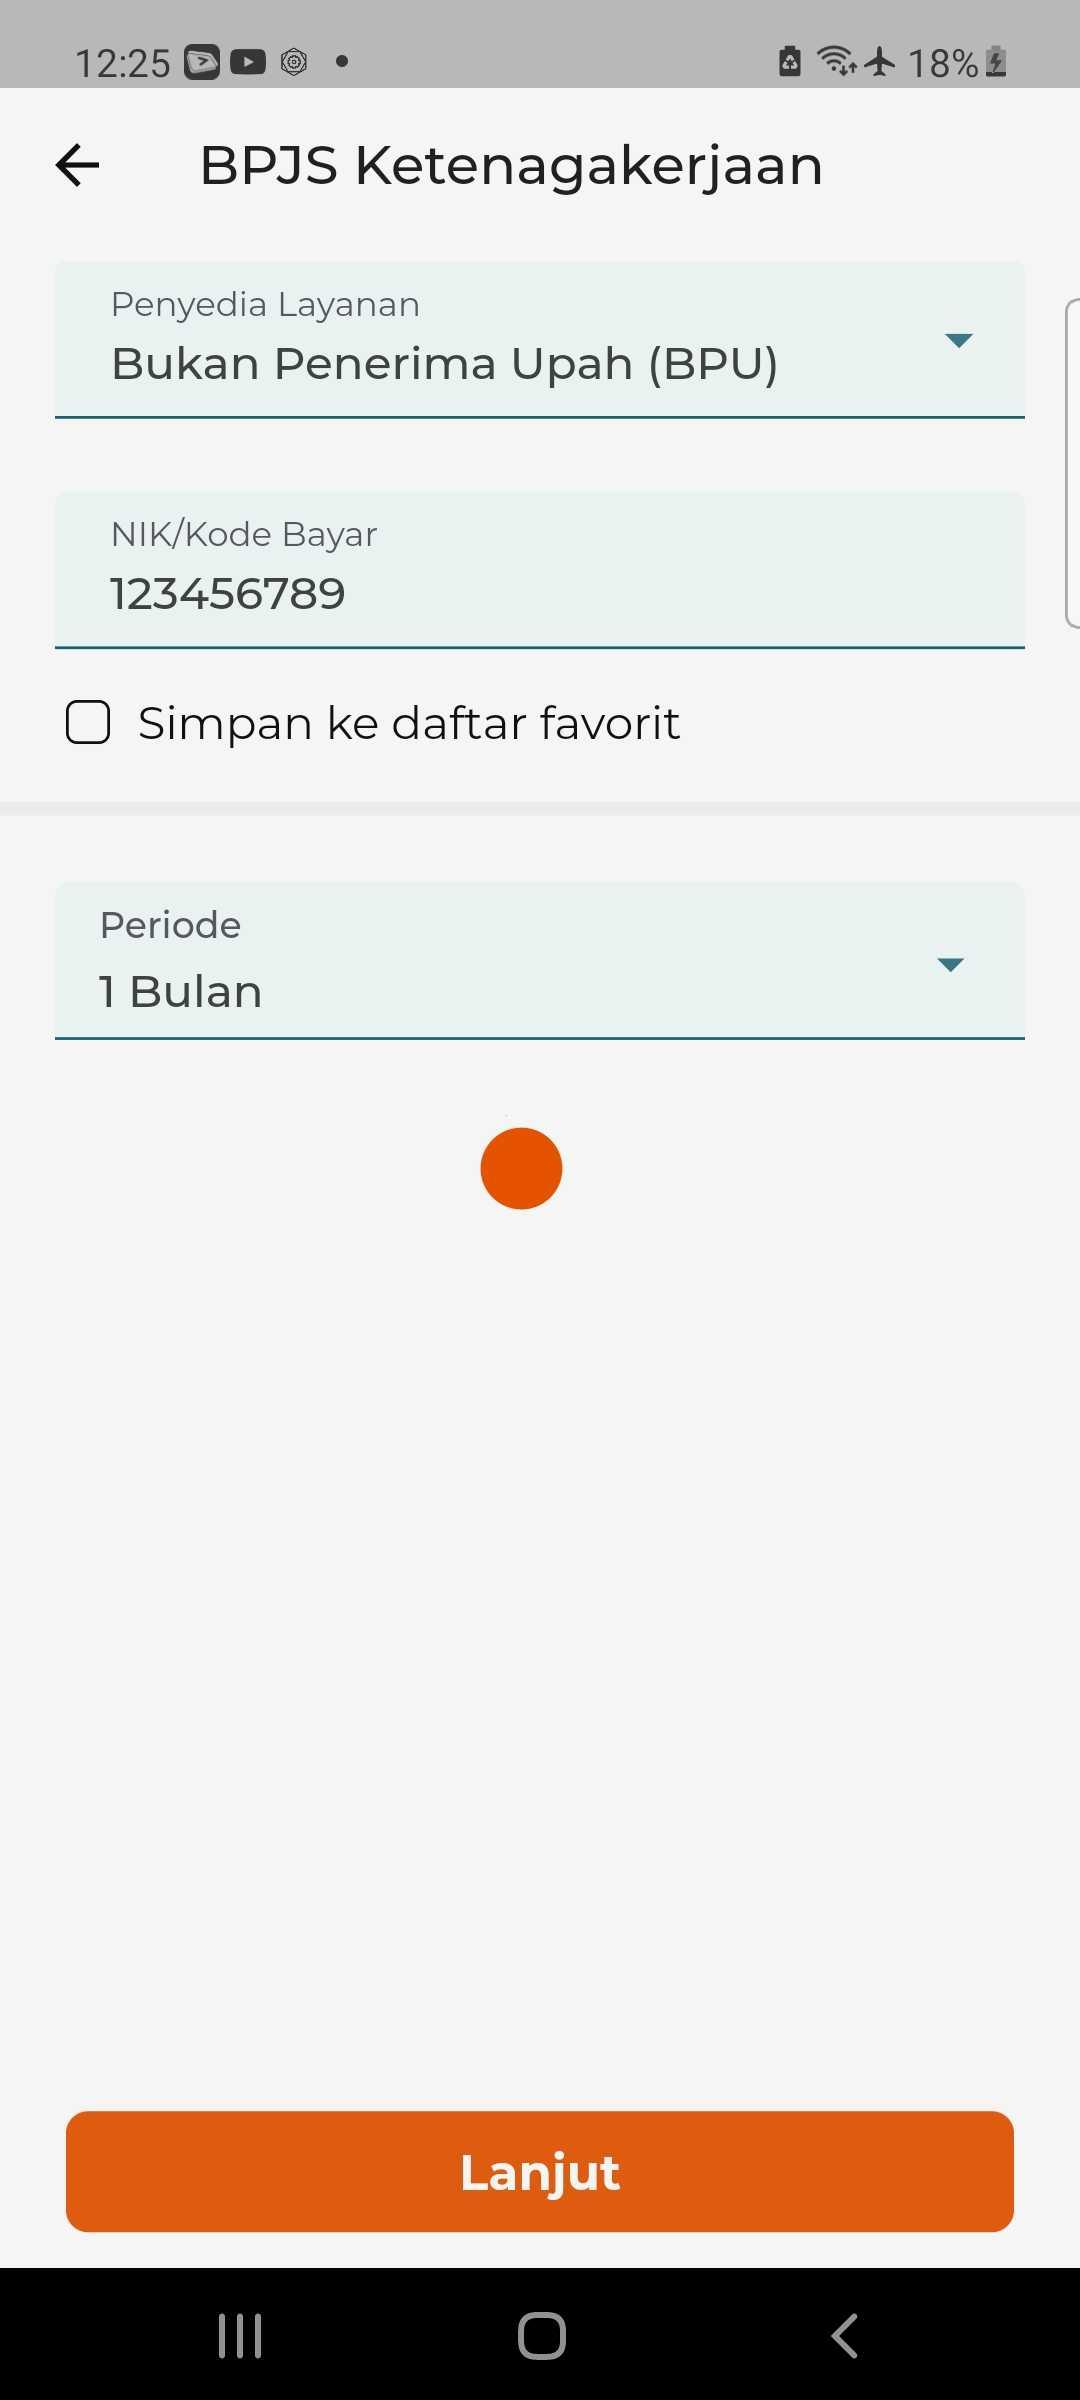 12:25
18%
BPJS Ketenagakerjaan
Penyedia Layanan
Bukan Penerima Upah (BPU)
NIK/Kode Bayar
123456789
Simpan ke daftar favorit
Periode
1 Bulan
Lanjut